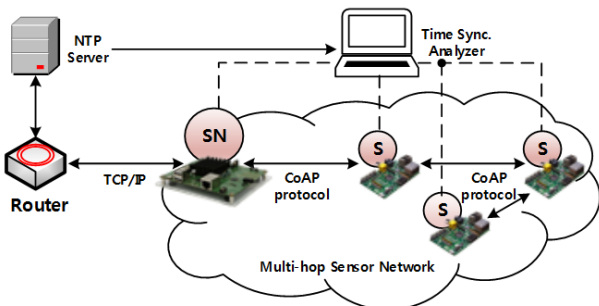 NTP
Server
Time Sync.
Analyzer
SN
S
S
S
TCP/IP
CoAP
protocol
CoAP
protocol
Router
Multi-hop Sensor Network